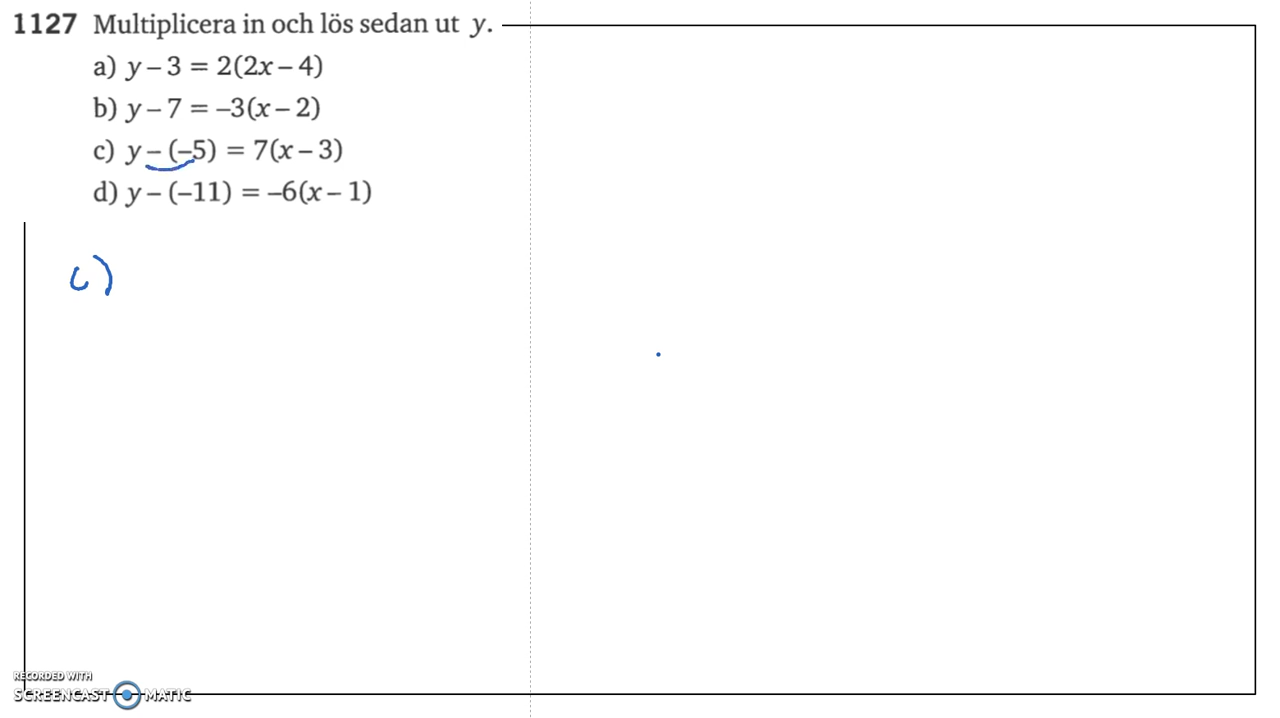 1127 Multiplicera in och lös sedan ut y.
a) y – 3 = 2(2x – 4)
b) y – 7 = –3(x – 2)
c) y – (–5) = 7(x – 3)
d) y – (–11) = –6(x – 1)
c)
RECORDED WITH
SCREENCAST MATIC